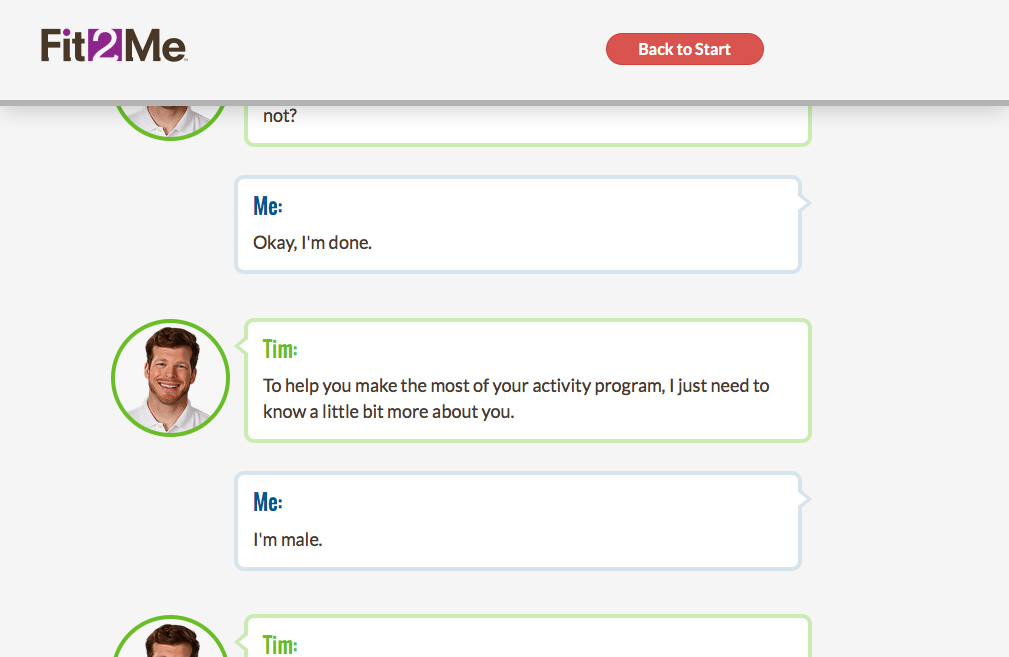 Fit2Me
Back to Start
not?
Me:
Okay, I'm done.
Tim:
To help you make the most of your activity program, I just need to
know a little bit more about you.
Me:
I'm male.
Tim: